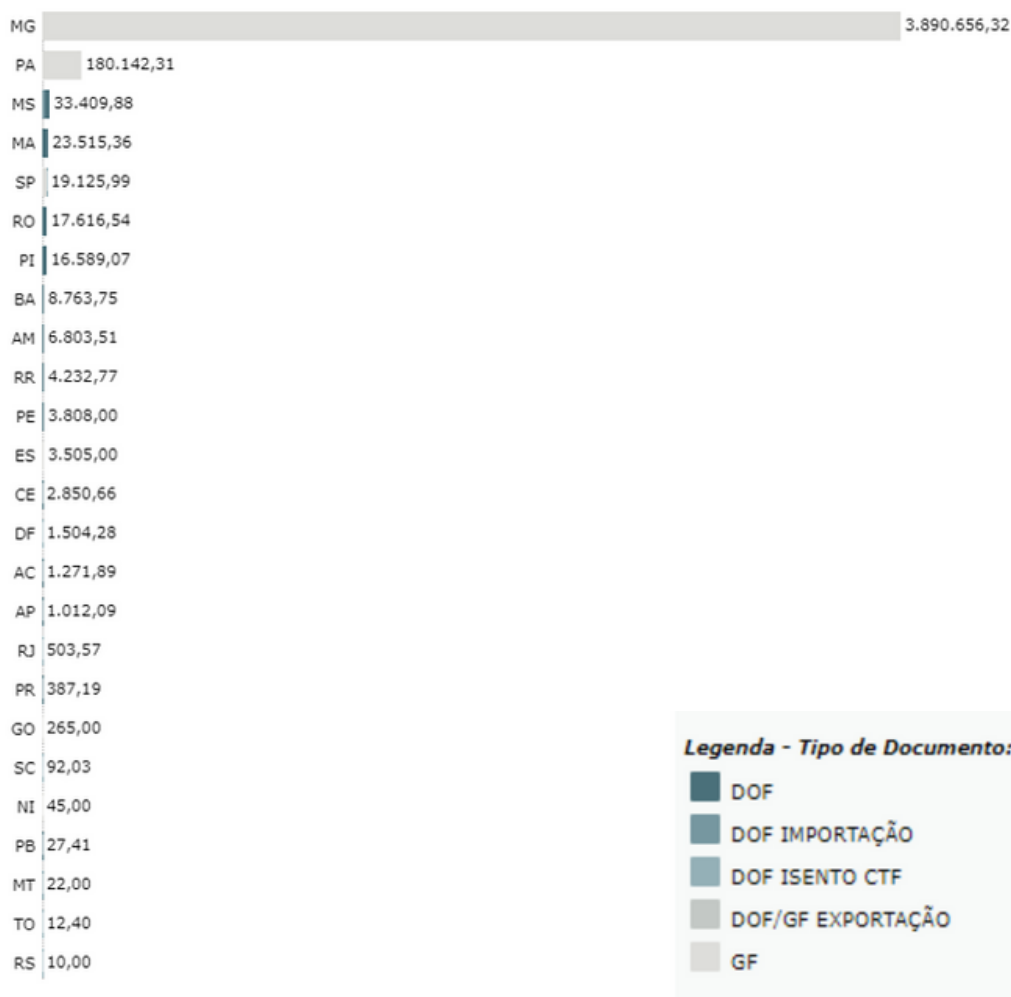 MG 3.890.656,32
PA 180.142,31
MS 33.409,88
MA 23.515,36
SP 19.125,99
RO 17.616,54
PI 16.589,07
BA 8.763,75
AM 6.803,51
RR 4.232,77
PE 3.808,00
ES 3.505,00
CE 2.850,66
DF 1.504,28
AC 1.271,89
AP 1.012,09
RJ 503,57
PR 387,19
GO 265,00
SC 92,03
NI 45,00
PB 27,41
MT 22,00
TO 12,40
RS 10,00
Legenda - Tipo de Documento:
DOF
DOF IMPORTAÇÃO
DOF ISENTO CTF
DOF/GF EXPORTAÇÃO
GF